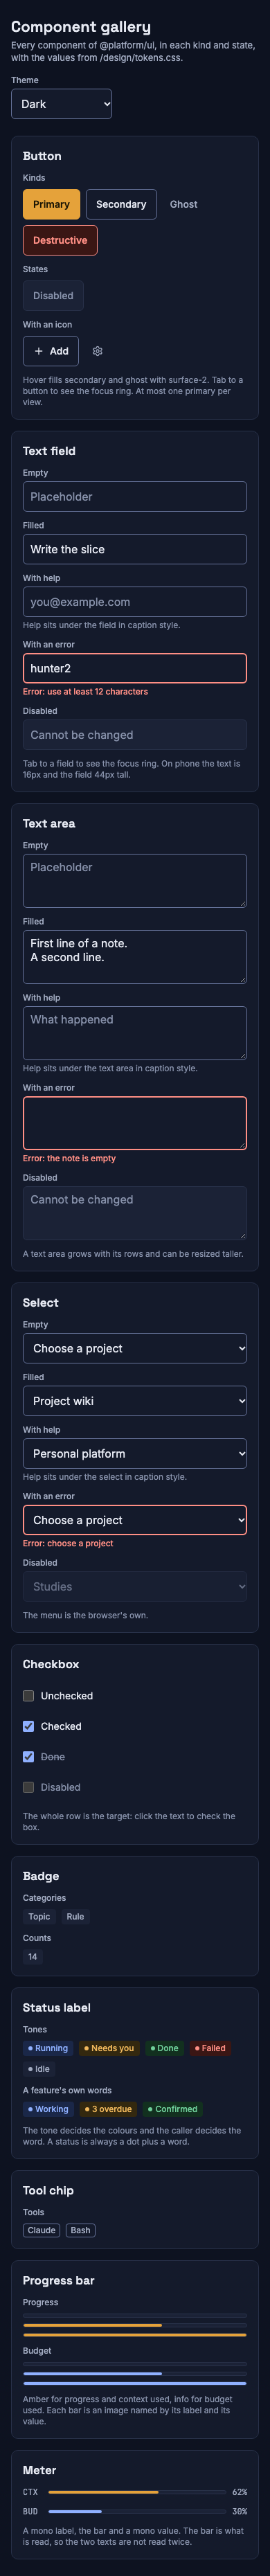 Component gallery
Every component of @platform/ui, in each kind and state,
with the values from /design/tokens.css.
Theme
Dark
Button
Kinds
Primary
Secondary
Ghost
Destructive
States
Disabled
With an icon
Add
Hover fills secondary and ghost with surface-2. Tab to a
button to see the focus ring. At most one primary per
view.
Text field
Empty
Placeholder
Filled
Write the slice
With help
you@example.com
Help sits under the field in caption style.
With an error
hunter2
Error: use at least 12 characters
Disabled
Cannot be changed
Tab to a field to see the focus ring. On phone the text is
16px and the field 44px tall.
Text area
Empty
Placeholder
Filled
First line of a note.
A second line.
With help
What happened
Help sits under the text area in caption style.
With an error
Error: the note is empty
Disabled
Cannot be changed
A text area grows with its rows and can be resized taller.
Select
Empty
Choose a project
Filled
Project wiki
With help
Personal platform
Help sits under the select in caption style.
With an error
Choose a project
Error: choose a project
Disabled
Studies
The menu is the browser's own.
Checkbox
Unchecked
Checked
Done
Disabled
The whole row is the target: click the text to check the
box.
Badge
Categories
Topic
Rule
Counts
14
Status label
Tones
Running
Needs you
Done
Failed
Idle
A feature's own words
Working
3 overdue
Confirmed
The tone decides the colours and the caller decides the
word. A status is always a dot plus a word.
Tool chip
Tools
Claude
Bash
Progress bar
Progress
Budget
Amber for progress and context used, info for budget
used. Each bar is an image named by its label and its
value.
Meter
CTX 62%
BUD 30%
A mono label, the bar and a mono value. The bar is what
is read, so the two texts are not read twice.